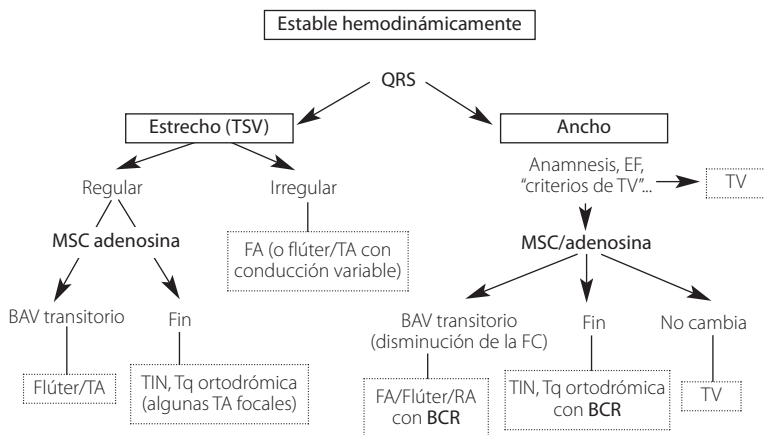 Estable hemodinámicamente
QRS
Estrecho (TSV)
Ancho
Regular
Irregular
Anamnesis, EF,
"criterios de TV"...
TV
MSC adenosina
FA (o flúter/TA con
conducción variable)
MSC/adenosina
BAV transitorio
Fin
BAV transitorio
(disminución de la FC)
Fin
No cambia
Flúter/TA
TIN, Tq ortodrómica
(algunas TA focales)
FA/Flúter/RA
con BCR
TIN, Tq ortodrómica
con BCR
TV